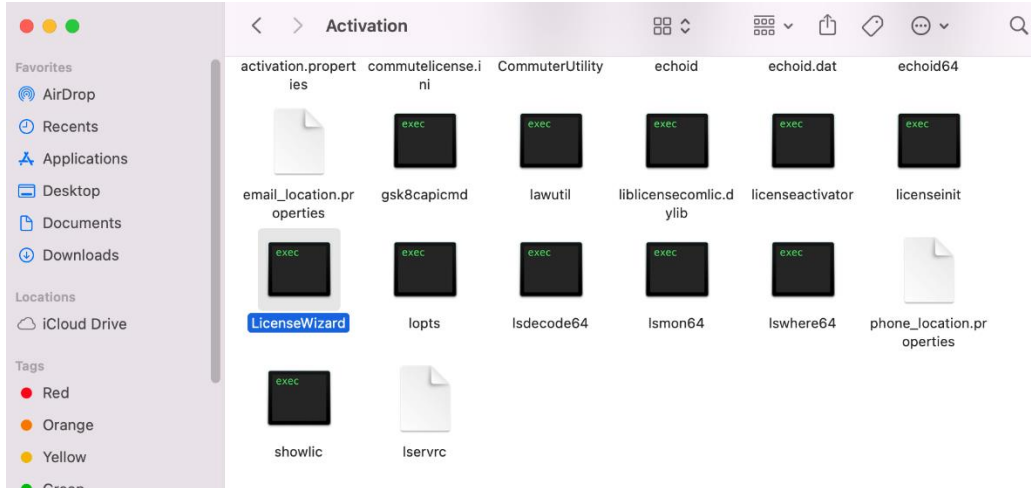 Activation
Favorites
AirDrop
Recents
Applications
Desktop
Documents
Downloads
Locations
iCloud Drive
Tags
Red
Orange
Yellow
Green
activation.propert
ies
commutelicense.i
ni
CommuterUtility
echoid
echoid.dat
echoid64
exec
exec
exec
exec
exec
email_location.pr
operties
gsk8capicmd
lawutil
liblicensecomlic.d
ylib
licenseactivator
licenseinit
exec
exec
exec
exec
exec
LicenseWizard
lopts
lsdecode64
lsmon64
lswhere64
phone_location.pr
operties
exec
showlic
lservrc